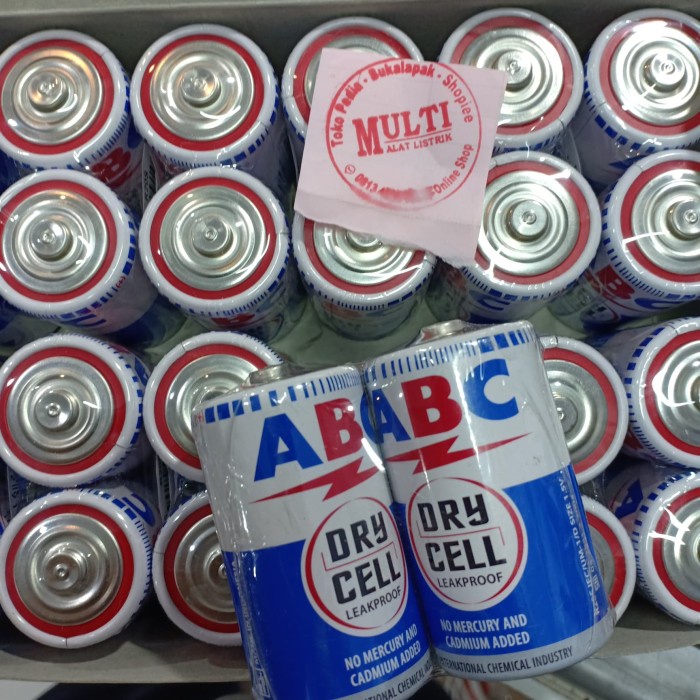 Toko Pedia • Bukalapak • Shopiee
MULTI
ALAT LISTRIK
Online Shop
ABC
ABC
DRY
CELL
LEAKPROOF
DRY
CELL
LEAKPROOF
NO MERCURY AND
CADMIUM ADDED
NO MERCURY AND
CADMIUM ADDED
INTERNATIONAL CHEMICAL INDUSTRY